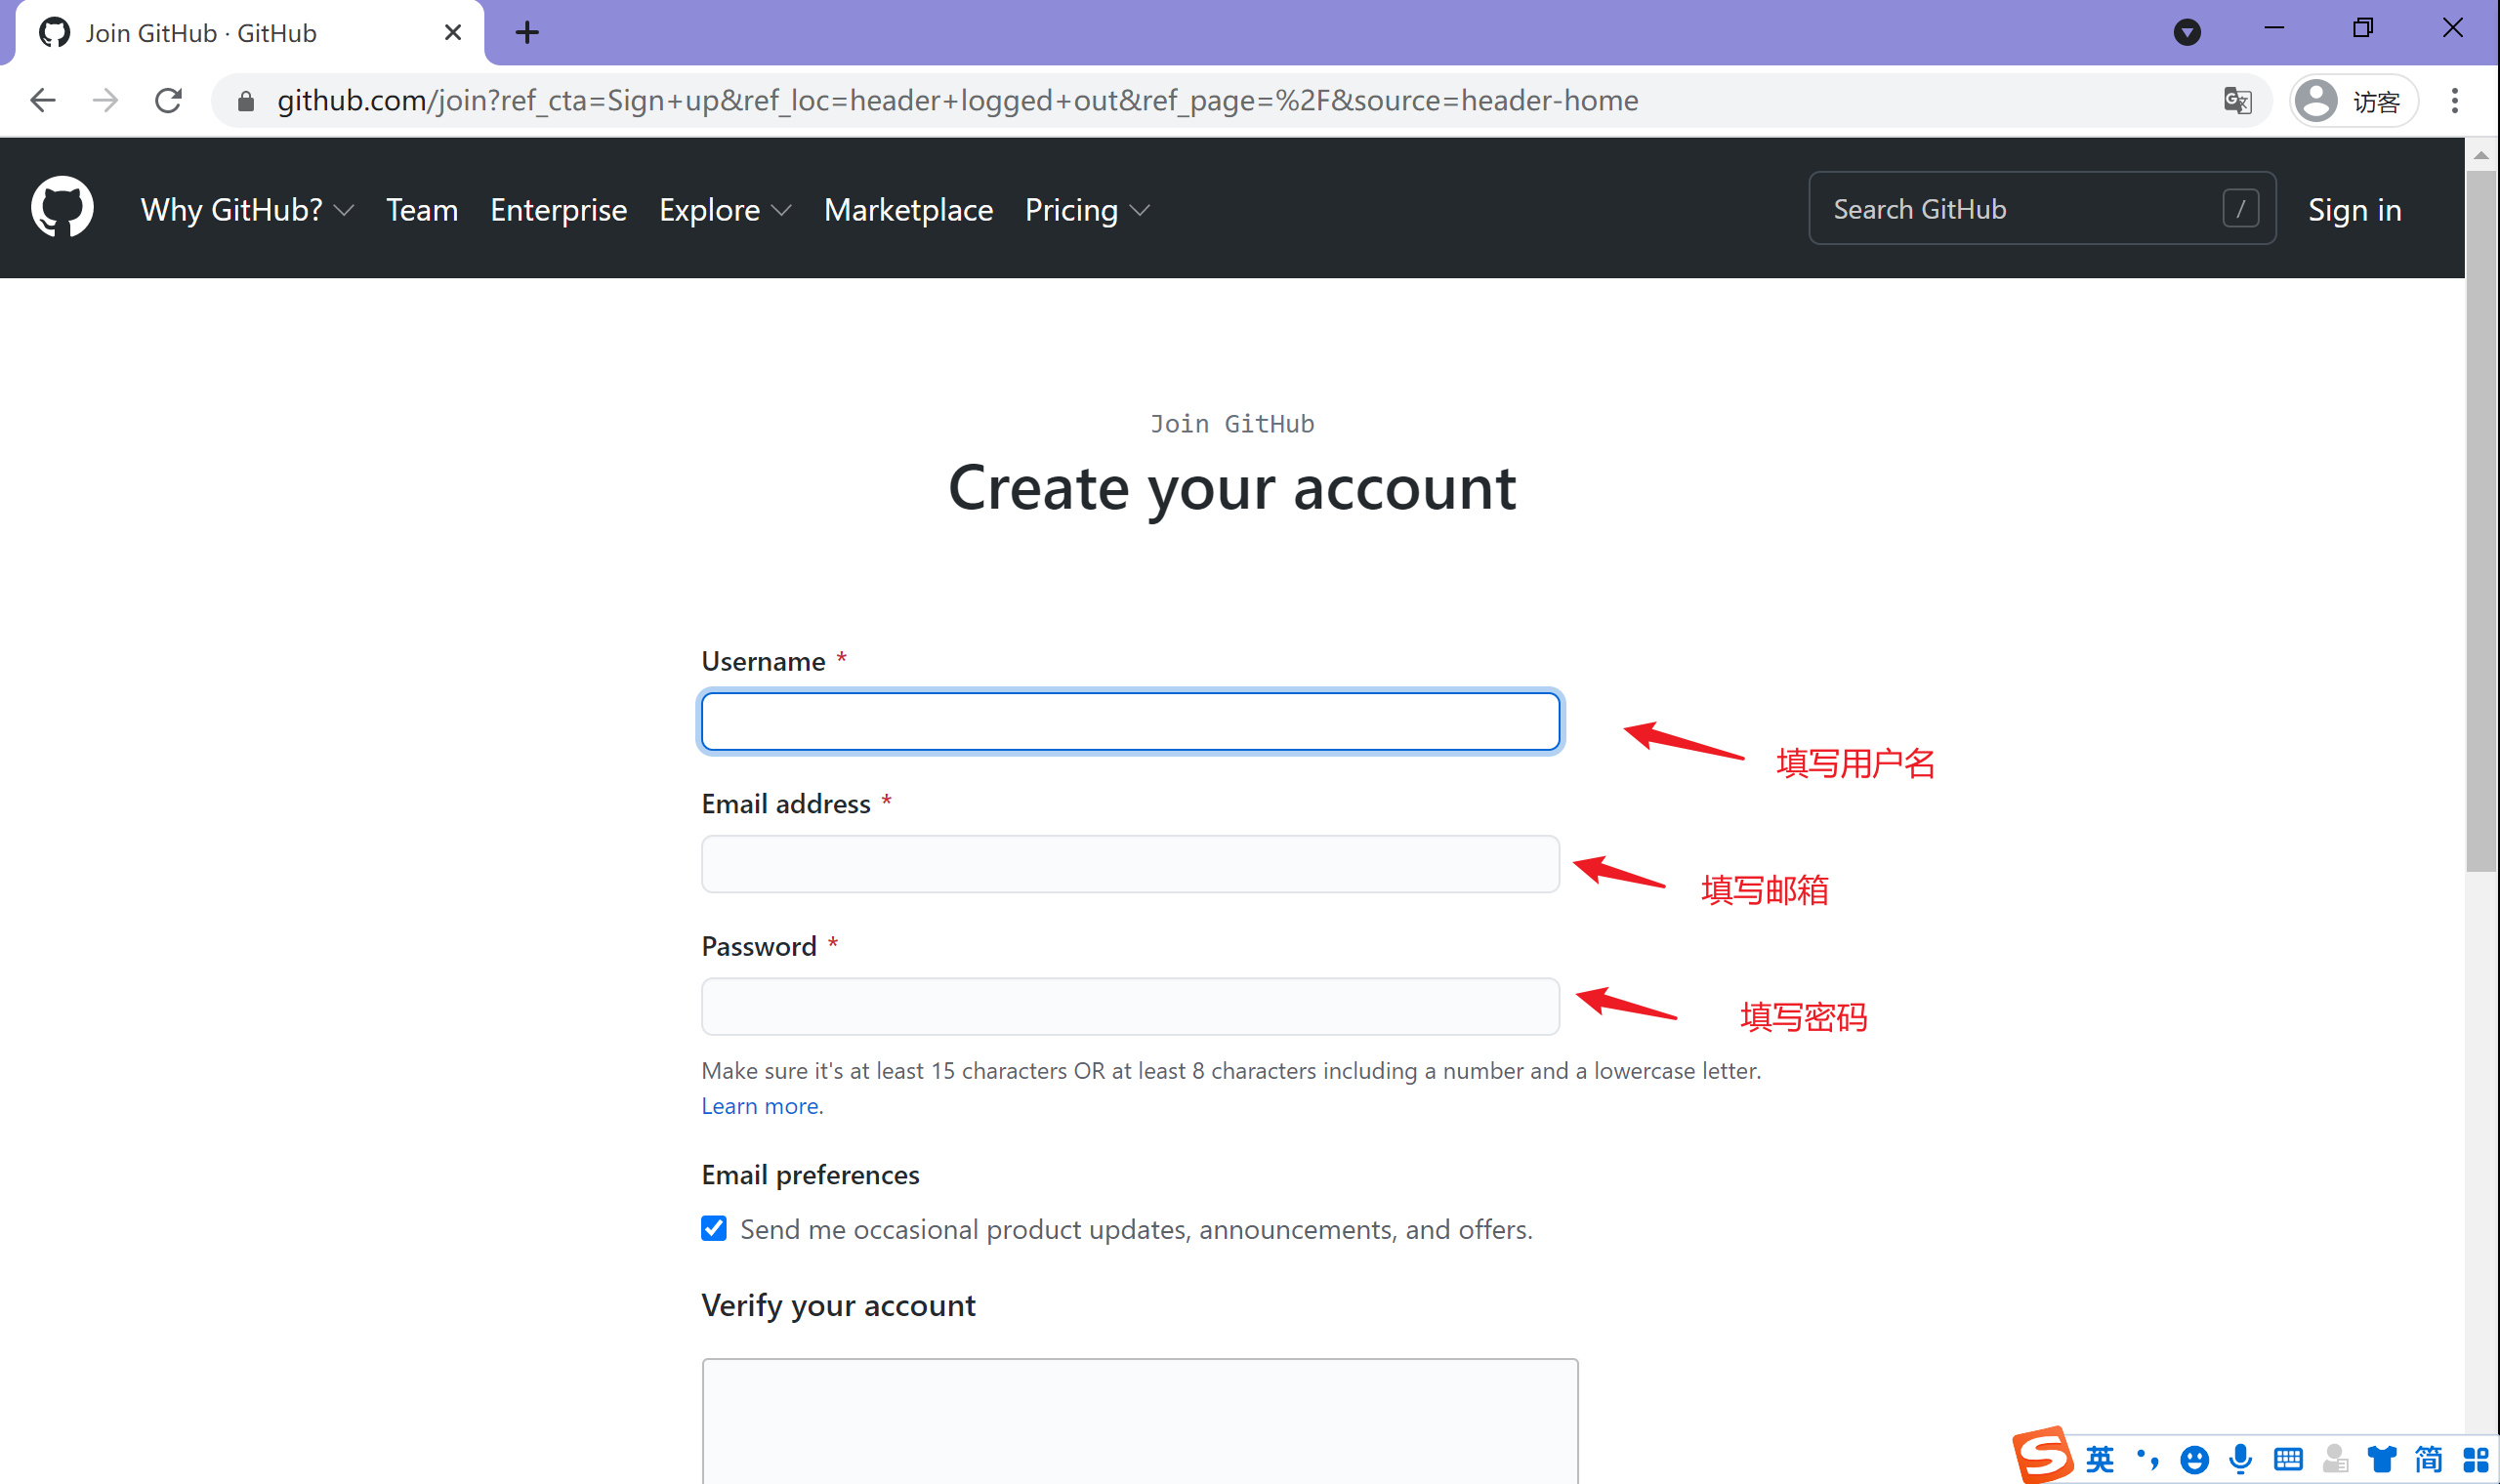 Join GitHub · GitHub
github.com/join?ref_cta=Sign+up&ref_loc=header+logged+out&ref_page=%2F&source=header-home
访客
Why GitHub?
Team
Enterprise
Explore
Marketplace
Pricing
Search GitHub
/
Sign in
Join GitHub
Create your account
Username *
填写用户名
Email address *
填写邮箱
Password *
填写密码
Make sure it's at least 15 characters OR at least 8 characters including a number and a lowercase letter.
Learn more.
Email preferences
Send me occasional product updates, announcements, and offers.
Verify your account
S 英 简